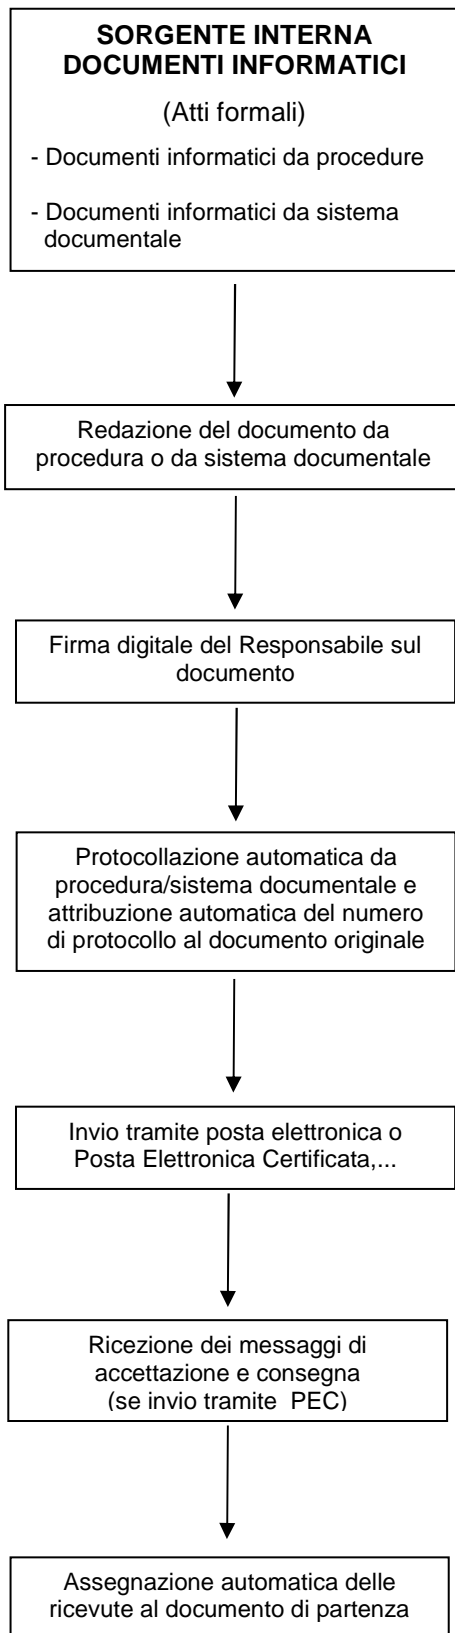 SORGENTE INTERNA
DOCUMENTI INFORMATICI
(Atti formali)
- Documenti informatici da procedure
- Documenti informatici da sistema
documentale
Redazione del documento da
procedura o da sistema documentale
Firma digitale del Responsabile sul
documento
Protocollazione automatica da
procedura/sistema documentale e
attribuzione automatica del numero
di protocollo al documento originale
Invio tramite posta elettronica o
Posta Elettronica Certificata,...
Ricezione dei messaggi di
accettazione e consegna
(se invio tramite PEC)
Assegnazione automatica delle
ricevute al documento di partenza